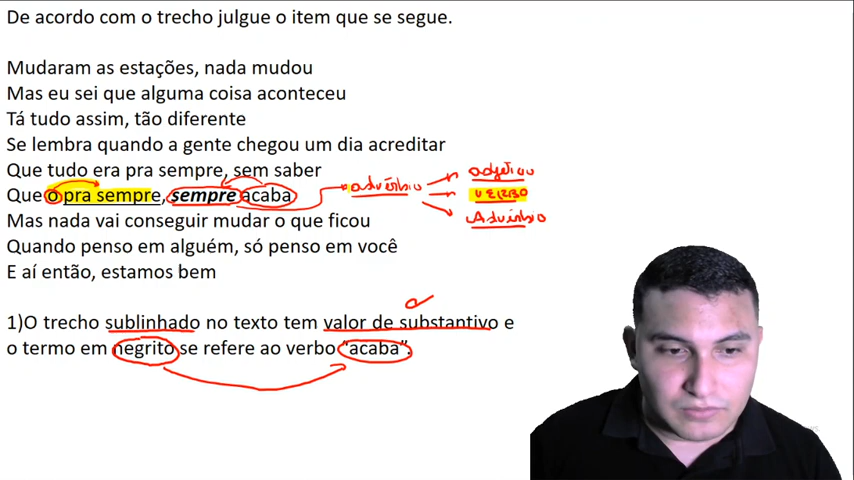 De acordo com o trecho julgue o item que se segue.
Mudaram as estações, nada mudou
Mas eu sei que alguma coisa aconteceu
Tá tudo assim, tão diferente
Se lembra quando a gente chegou um dia acreditar
Que tudo era pra sempre, sem saber
adjetivo
Que o pra sempre, sempre acaba
advérbio
VERBO
Advérbio
Mas nada vai conseguir mudar o que ficou
Quando penso em alguém, só penso em você
E aí então, estamos bem
1)O trecho sublinhado no texto tem valor de substantivo e
o termo em negrito se refere ao verbo “acaba”.